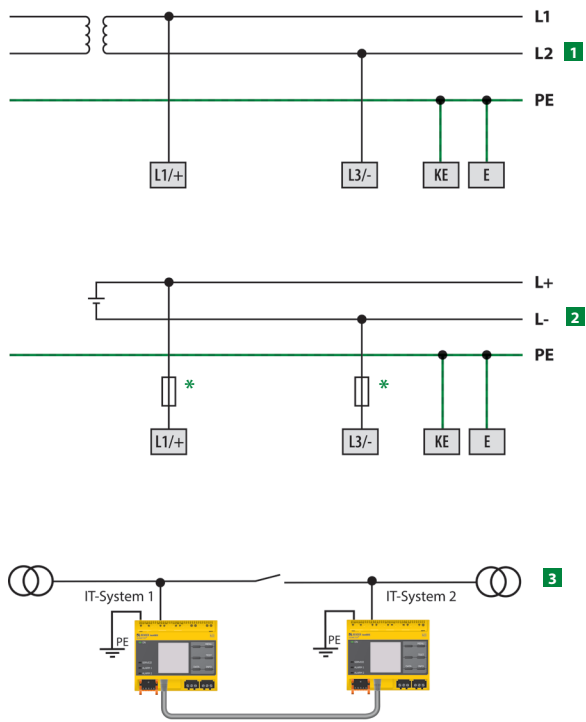 L1
L2 1
PE
L1/+ L3/- KE E
L+
L- 2
PE
* *
L1/+ L3/- KE E
3
IT-System 1 IT-System 2
PE PE